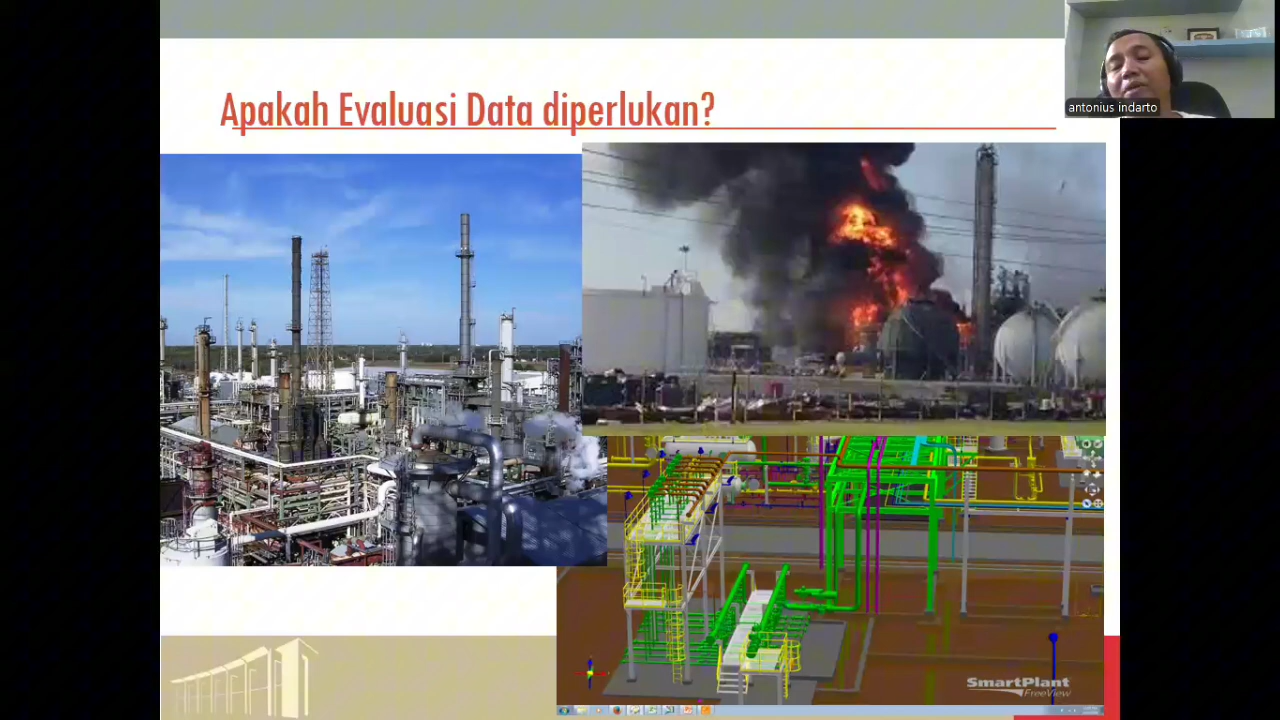 Apakah Evaluasi Data diperlukan?
antonius indarto
SmartPlant
FreeView